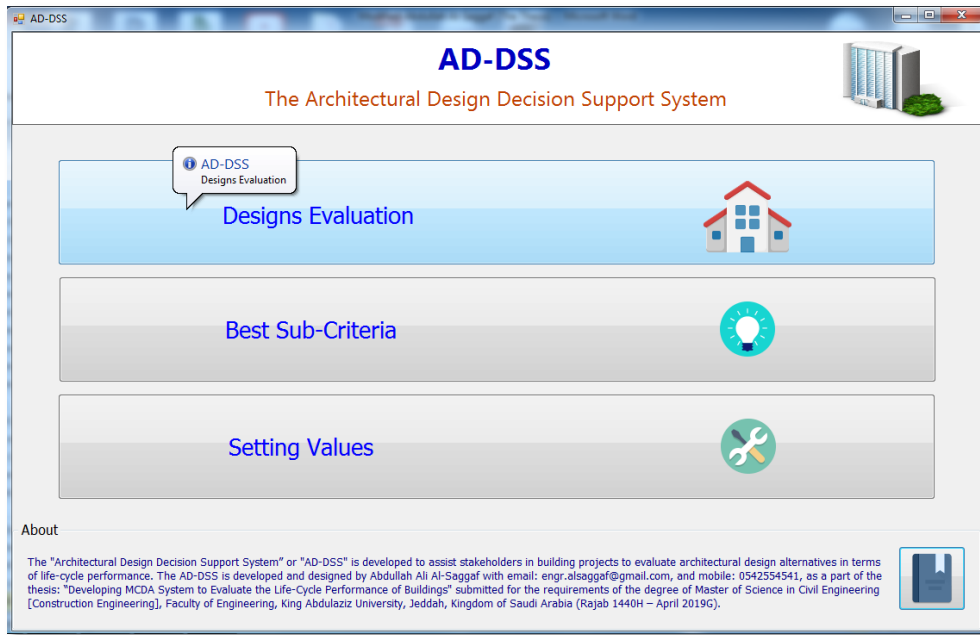 AD-DSS
AD-DSS
The Architectural Design Decision Support System
AD-DSS
Designs Evaluation
Designs Evaluation
Best Sub-Criteria
Setting Values
About
The "Architectural Design Decision Support System" or "AD-DSS" is developed to assist stakeholders in building projects to evaluate architectural design alternatives in terms
of life-cycle performance. The AD-DSS is developed and designed by Abdullah Ali Al-Saggaf with email: engr.alsaggaf@gmail.com, and mobile: 0542554541, as a part of the
thesis: "Developing MCDA System to Evaluate the Life-Cycle Performance of Buildings" submitted for the requirements of the degree of Master of Science in Civil Engineering
[Construction Engineering], Faculty of Engineering, King Abdulaziz University, Jeddah, Kingdom of Saudi Arabia (Rajab 1440H – April 2019G).